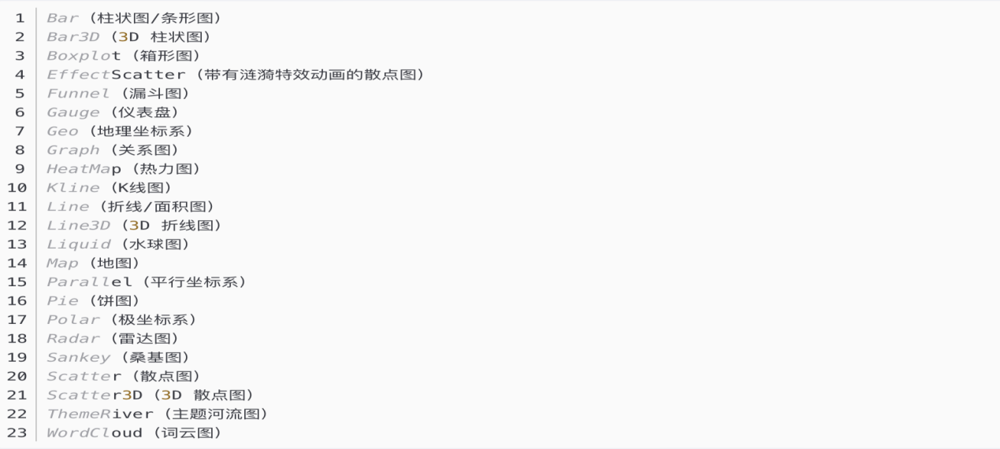 1 Bar（柱状图/条形图）
2 Bar3D（3D 柱状图）
3 Boxplot（箱形图）
4 EffectScatter（带有涟漪特效动画的散点图）
5 Funnel（漏斗图）
6 Gauge（仪表盘）
7 Geo（地理坐标系）
8 Graph（关系图）
9 HeatMap（热力图）
10 Kline（K线图）
11 Line（折线/面积图）
12 Line3D（3D 折线图）
13 Liquid（水球图）
14 Map（地图）
15 Parallel（平行坐标系）
16 Pie（饼图）
17 Polar（极坐标系）
18 Radar（雷达图）
19 Sankey（桑基图）
20 Scatter（散点图）
21 Scatter3D（3D 散点图）
22 ThemeRiver（主题河流图）
23 WordCloud（词云图）